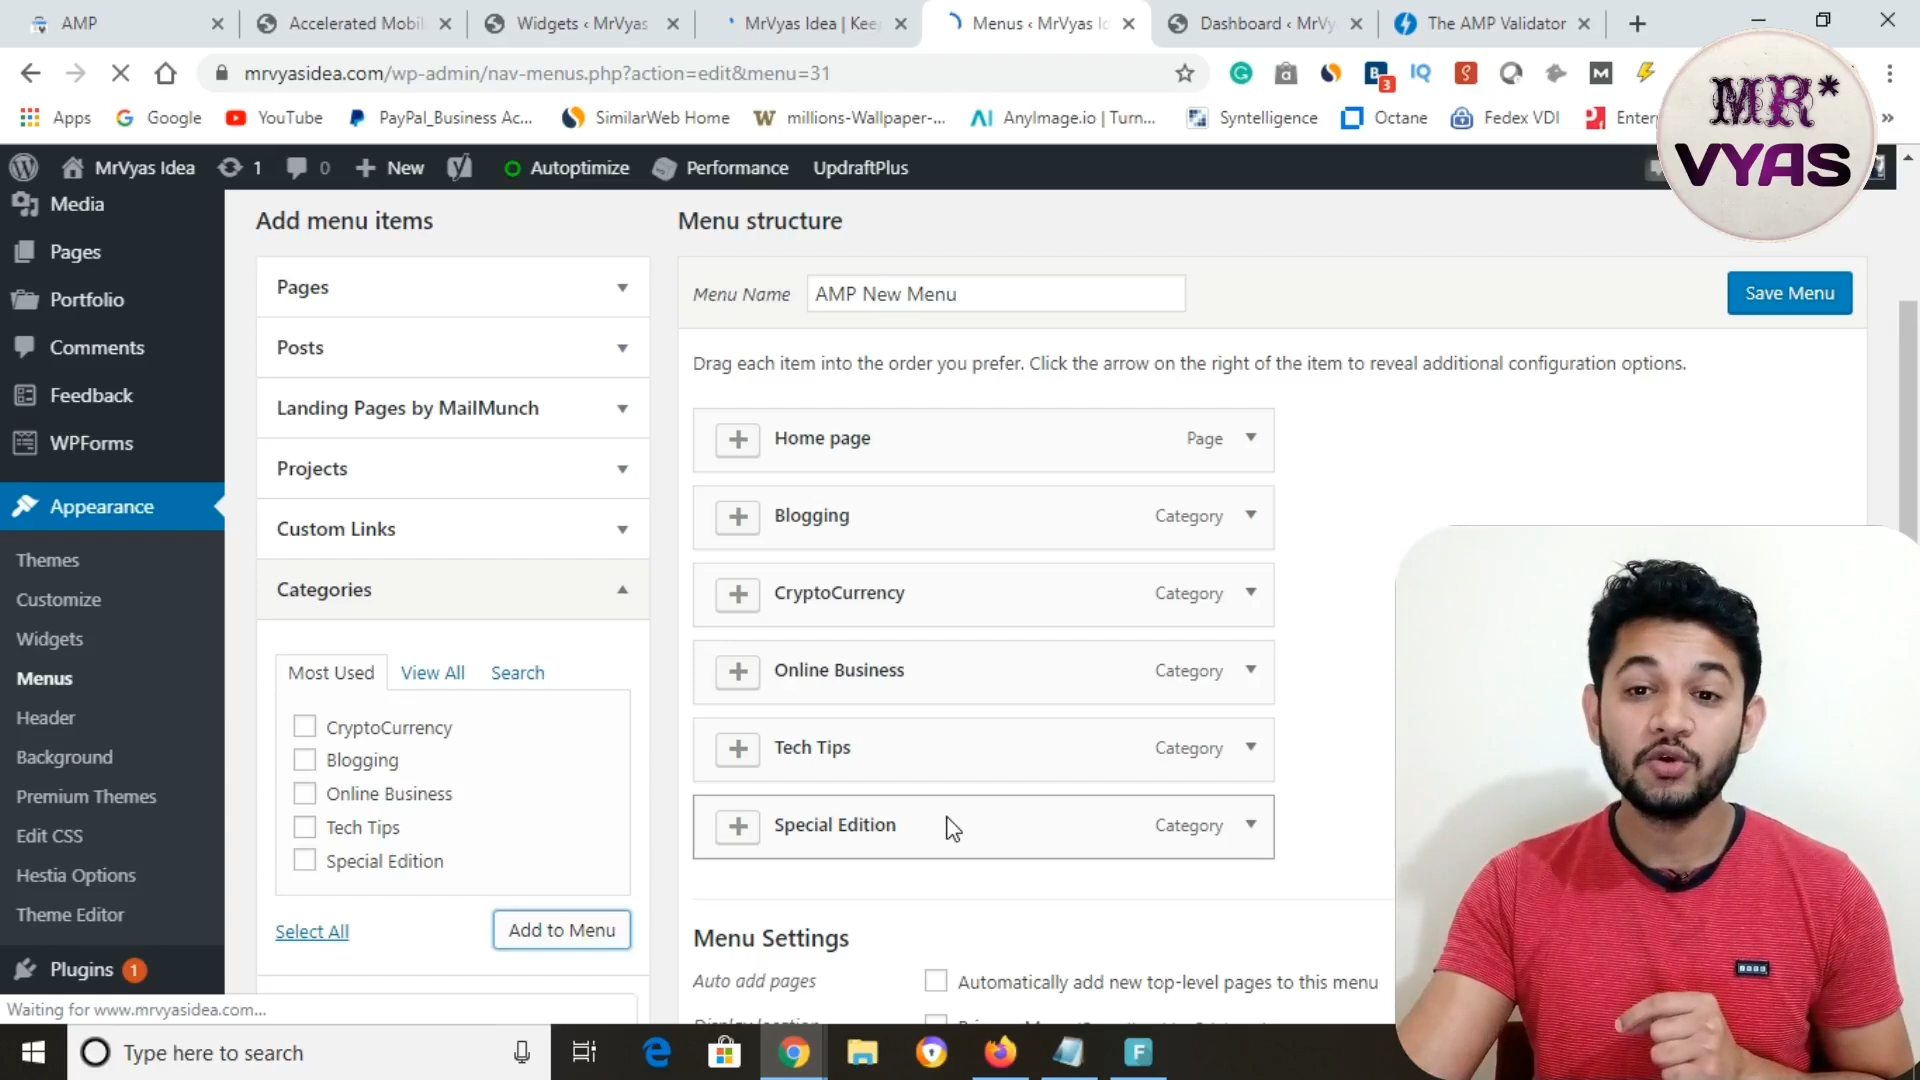 AMP
Accelerated Mobil
Widgets ‹ MrVyas
MrVyas Idea | Kee
Menus ‹ MrVyas Id
Dashboard ‹ MrVy
The AMP Validator
mrvyasidea.com/wp-admin/nav-menus.php?action=edit&menu=31
3
Apps
Google
YouTube
PayPal_Business Ac...
SimilarWeb Home
millions-Wallpaper-...
AnyImage.io | Turn...
Syntelligence
Octane
Fedex VDI
Enter
MR*
VYAS
MrVyas Idea
1
0
New
Autoptimize
Performance
UpdraftPlus
Media
Pages
Portfolio
Comments
Feedback
WPForms
Appearance
Themes
Customize
Widgets
Menus
Header
Background
Premium Themes
Edit CSS
Hestia Options
Theme Editor
Plugins 1
Add menu items
Pages
Posts
Landing Pages by MailMunch
Projects
Custom Links
Categories
Most Used View All Search
CryptoCurrency
Blogging
Online Business
Tech Tips
Special Edition
Select All
Add to Menu
Menu structure
Menu Name AMP New Menu
Save Menu
Drag each item into the order you prefer. Click the arrow on the right of the item to reveal additional configuration options.
Home page Page
Blogging Category
CryptoCurrency Category
Online Business Category
Tech Tips Category
Special Edition Category
Menu Settings
Auto add pages
Automatically add new top-level pages to this menu
Waiting for www.mrvyasidea.com...
Type here to search